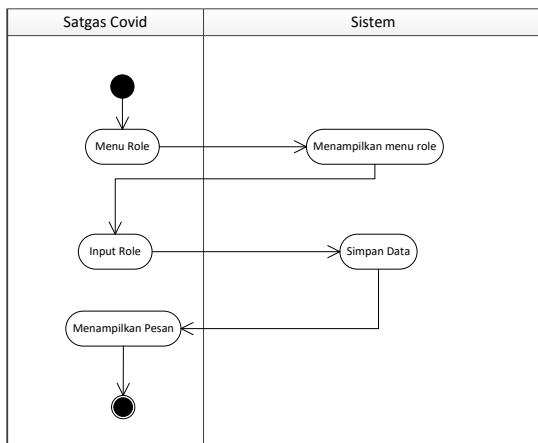 Satgas Covid
Sistem
Menu Role
Menampilkan menu role
Input Role
Simpan Data
Menampilkan Pesan